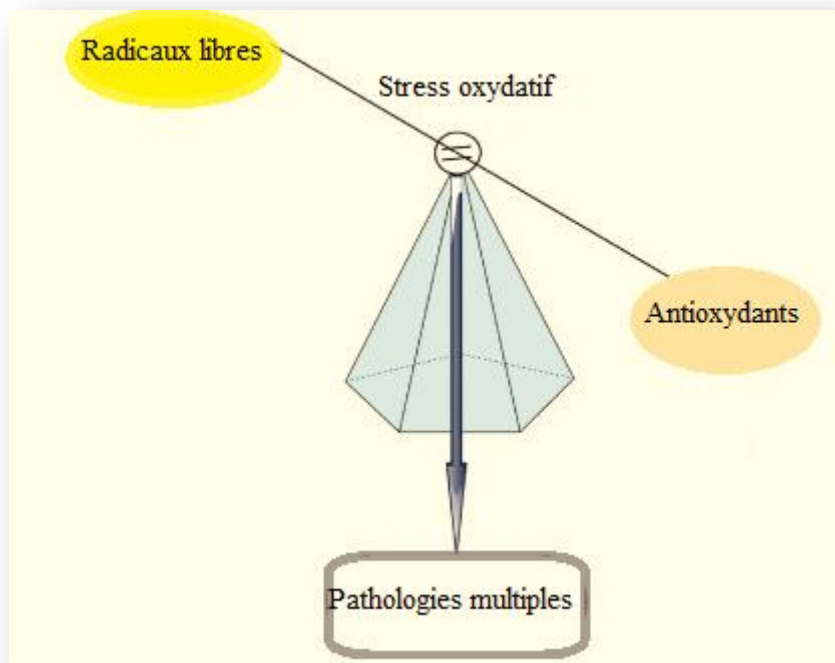 Radicaux libres
Stress oxydatif
Antioxydants
Pathologies multiples